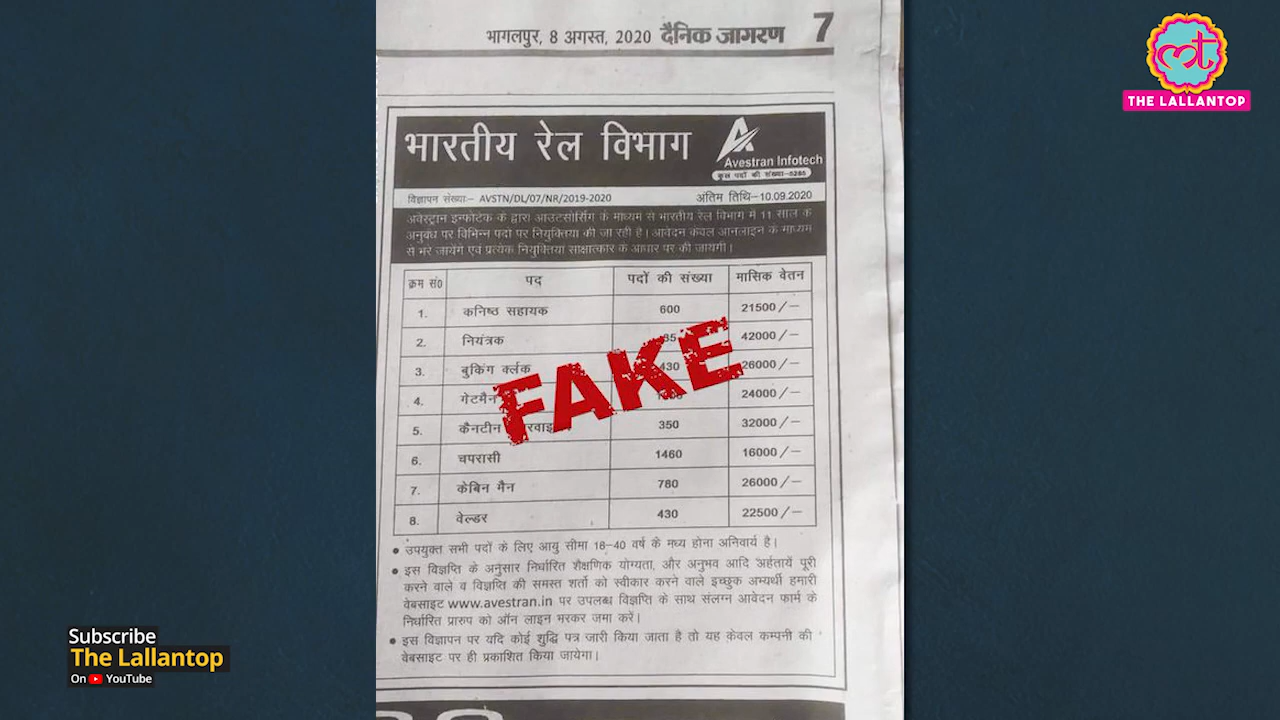 भागलपुर, 8 अगस्त, 2020 दैनिक जागरण 7
THE LALLANTOP
भारतीय रेल विभाग
Avestran Infotech
कुल पदों की संख्या-5285
विज्ञापन संख्याः- AVSTN/DL/07/NR/2019-2020 अंतिम तिथि-10.09.2020
अवेस्ट्रान इन्फोटेक के द्वारा आउटसोर्सिंग के माध्यम से भारतीय रेल विभाग में 11 साल के
अनुबंध पर विभिन्न पदों पर नियुक्तिया की जा रही है। आवेदन केवल आनलाइन के माध्यम
से भर जायेंगे एवं प्रत्येक नियुक्तिया साक्षात्कार के आधार पर की जायेगी।
क्रम सं० पद पदों की संख्या मासिक वेतन
1. कनिष्ठ सहायक 600 21500/-
2. नियंत्रक 35 42000/-
3. बुकिंग क्लर्क 430 26000/-
4. गेटमैन 24000/-
5. कैनटीन 350 32000/-
6. चपरासी 1460 16000/-
7. केबिन मैन 780 26000/-
8. वेल्डर 430 22500/-
FAKE
• उपयुक्त सभी पदों के लिए आयु सीमा 18-40 वर्ष के मध्य होना अनिवार्य है।
• इस विज्ञप्ति के अनुसार निर्धारित शैक्षणिक योग्यता, और अनुभव आदि अर्हतायें पूरी
करने वाले व विज्ञप्ति की समस्त शर्तो को स्वीकार करने वाले इच्छुक अभ्यर्थी हमारी
वेबसाइट www.avestran.in पर उपलब्ध विज्ञप्ति के साथ संलग्न आवेदन फार्म के
निर्धारित प्रारुप को ऑन लाइन भरकर जमा करें।
• इस विज्ञापन पर यदि कोई शुद्धि पत्र जारी किया जाता है तो यह केवल कम्पनी की
वेबसाइट पर ही प्रकाशित किया जायेगा।
Subscribe
The Lallantop
On YouTube